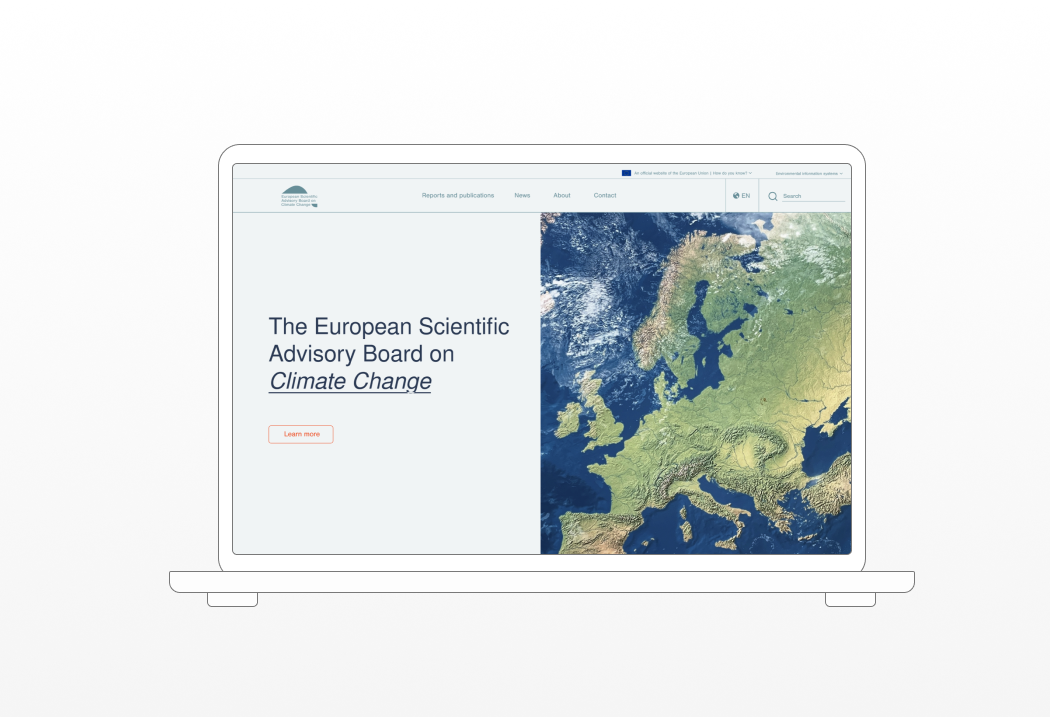 An official website of the European Union | How do you know?
Environmental information systems
European Scientific
Advisory Board on
Climate Change
Reports and publications
News
About
Contact
EN
Search
The European Scientific
Advisory Board on
Climate Change
Learn more